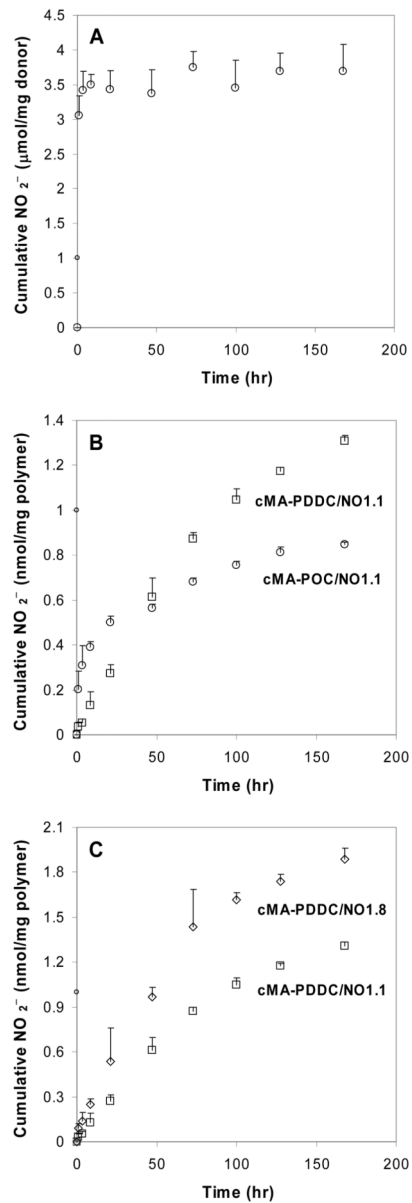 A
Cumulative NO₂⁻ (µmol/mg donor)
4.5
4
3.5
3
2.5
2
1.5
1
0.5
0
0 50 100 150 200
Time (hr)
B
Cumulative NO₂⁻ (nmol/mg polymer)
1.4
1.2
1
0.8
0.6
0.4
0.2
0
cMA-PDDC/NO1.1
cMA-POC/NO1.1
0 50 100 150 200
Time (hr)
C
Cumulative NO₂⁻ (nmol/mg polymer)
2.1
1.8
1.5
1.2
0.9
0.6
0.3
0
cMA-PDDC/NO1.8
cMA-PDDC/NO1.1
0 50 100 150 200
Time (hr)